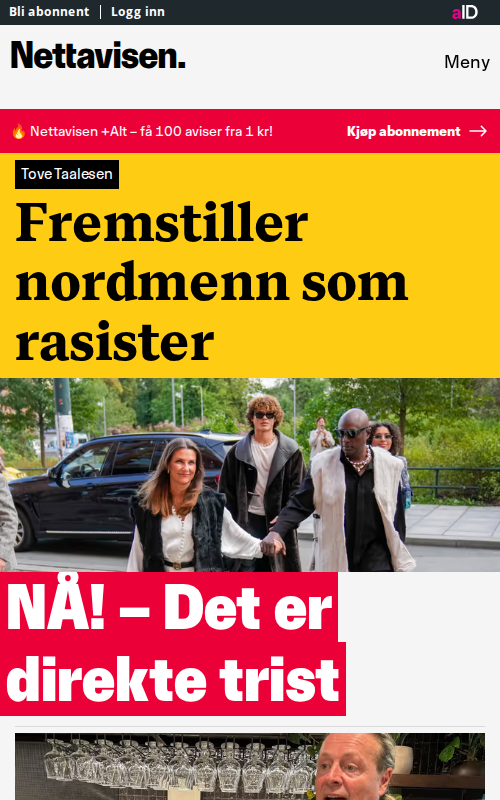 Bli abonnent | Logg inn
aID
Nettavisen.
Meny
Nettavisen +Alt – få 100 aviser fra 1 kr!
Kjøp abonnement →
Tove Taalesen
Fremstiller
nordmenn som
rasister
NÅ! – Det er
direkte trist